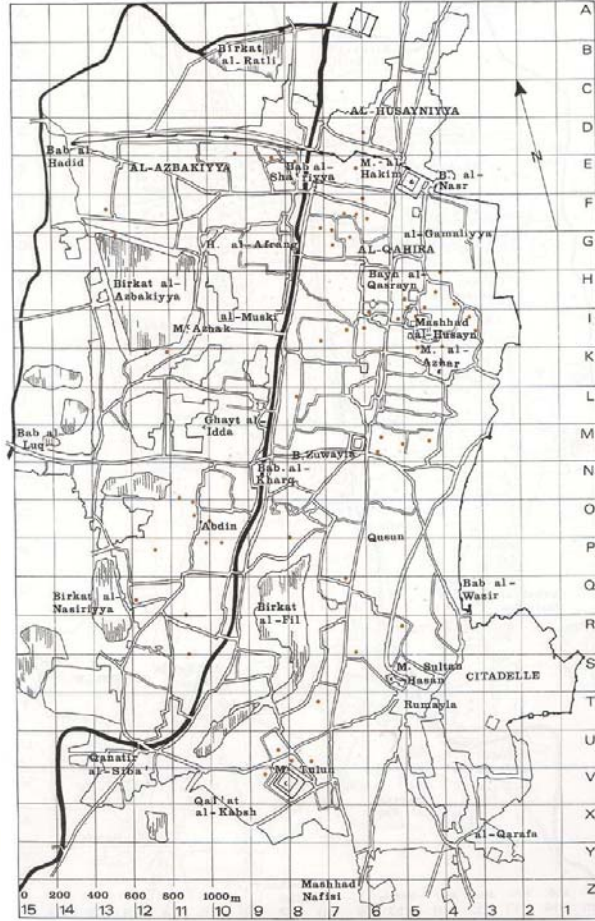 A
Birkat
al-Ratli
B
C
AL-HUSAYNIYYA
D
Bab al-
Hadid
AL-AZBAKIYYA
Bab al-
Sha'riyya
M.-al-
Hakim
B. al-
Nasr
E
F
al-Gamaliyya
G
H. al-Afrang
AL-QAHIRA
Birkat al-
Azbakiyya
Bayn al-
Qasrayn
H
al-Muski
M. Azbak
Mashhad
al-Husayn
I
M. al-
Azhar
K
L
Ghayt al-
Idda
Bab al-
Luq
M
B. Zuwayla
Bab. al-
Kharq
N
O
Abdin
Qusun
P
Birkat al-
Nasiriyya
Birkat
al-Fil
Bab al-
Wazir
Q
R
M. Sultan
Hasan
CITADELLE
S
Rumayla
T
U
Qanatir
al-Siba'
M. Tulun
V
Qal'at
al-Kabsh
X
al-Qarafa
Y
Mashhad
Nafisi
Z
0 200 400 600 800 1000m
15 14 13 12 11 10 9 8 7 6 5 4 3 2 1
N